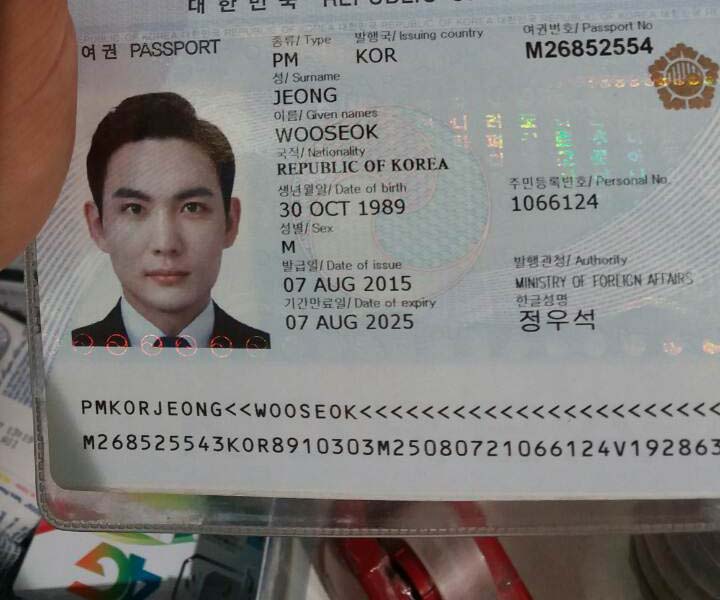 대한민국 REPUBLIC
여권 PASSPORT
종류/ Type 발행국/ Issuing country 여권번호/ Passport No
PM KOR M26852554
성/ Surname
JEONG
이름/ Given names
WOOSEOK
국적/ Nationality
REPUBLIC OF KOREA
생년월일/ Date of birth 주민등록번호/ Personal No.
30 OCT 1989 1066124
성별/ Sex
M
발급일/ Date of issue 발행관청/ Authority
07 AUG 2015 MINISTRY OF FOREIGN AFFAIRS
기간만료일/ Date of expiry 한글성명
07 AUG 2025 정우석
PMKORJEONG<<WOOSEOK<<<<<<<<<<<<<<<<<<<<<<<<
M268525543KOR8910303M25080721066124V192863